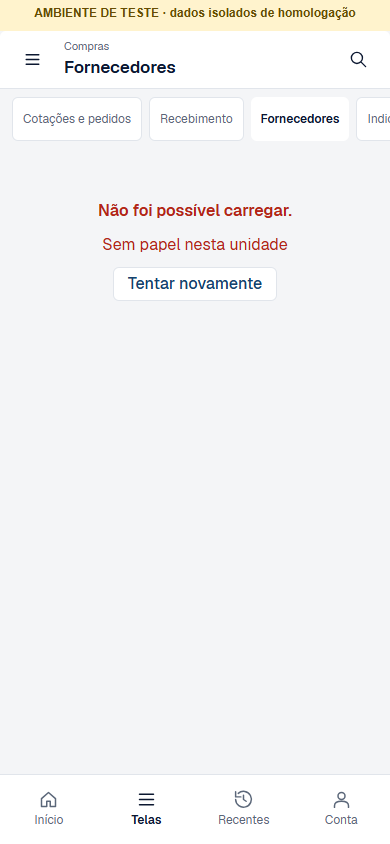 AMBIENTE DE TESTE · dados isolados de homologação
Compras
Fornecedores
Cotações e pedidos
Recebimento
Fornecedores
Não foi possível carregar.
Sem papel nesta unidade
Tentar novamente
Início
Telas
Recentes
Conta